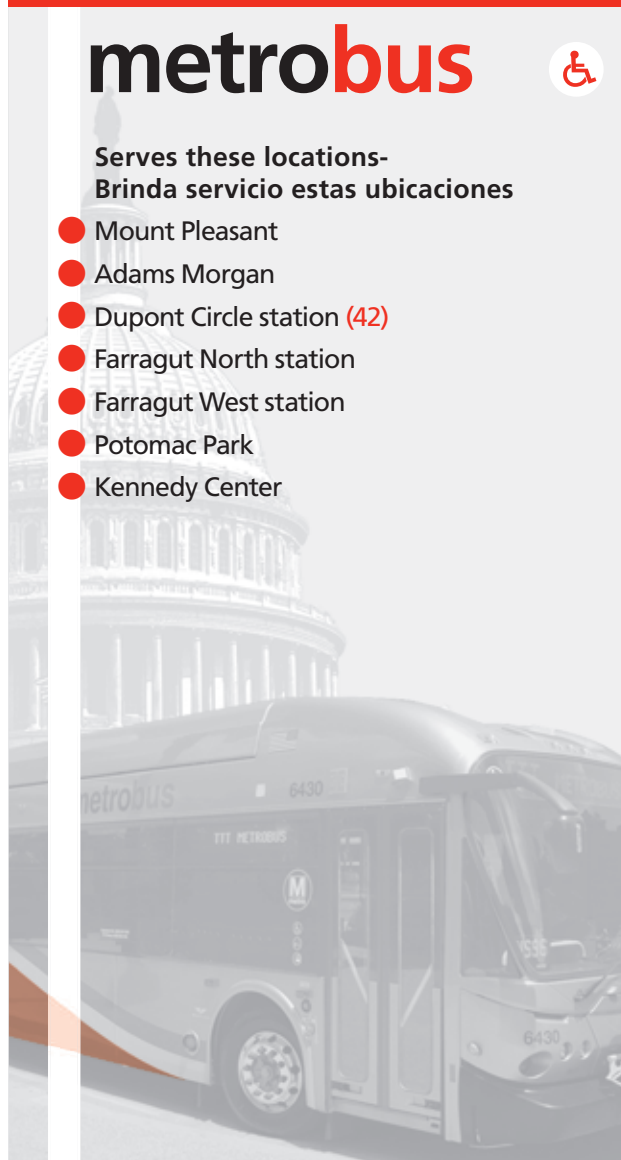 metrobus
Serves these locations-
Brinda servicio estas ubicaciones
Mount Pleasant
Adams Morgan
Dupont Circle station (42)
Farragut North station
Farragut West station
Potomac Park
Kennedy Center
metrobus
6430
TTT METROBUS
M
6430